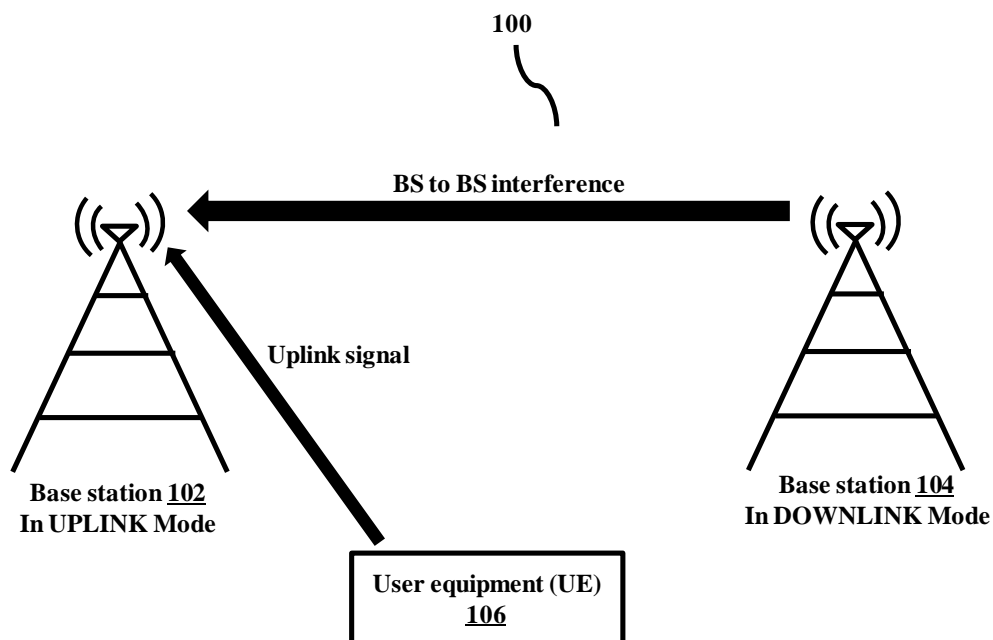 100
BS to BS interference
Uplink signal
Base station 102
In UPLINK Mode
Base station 104
In DOWNLINK Mode
User equipment (UE)
106